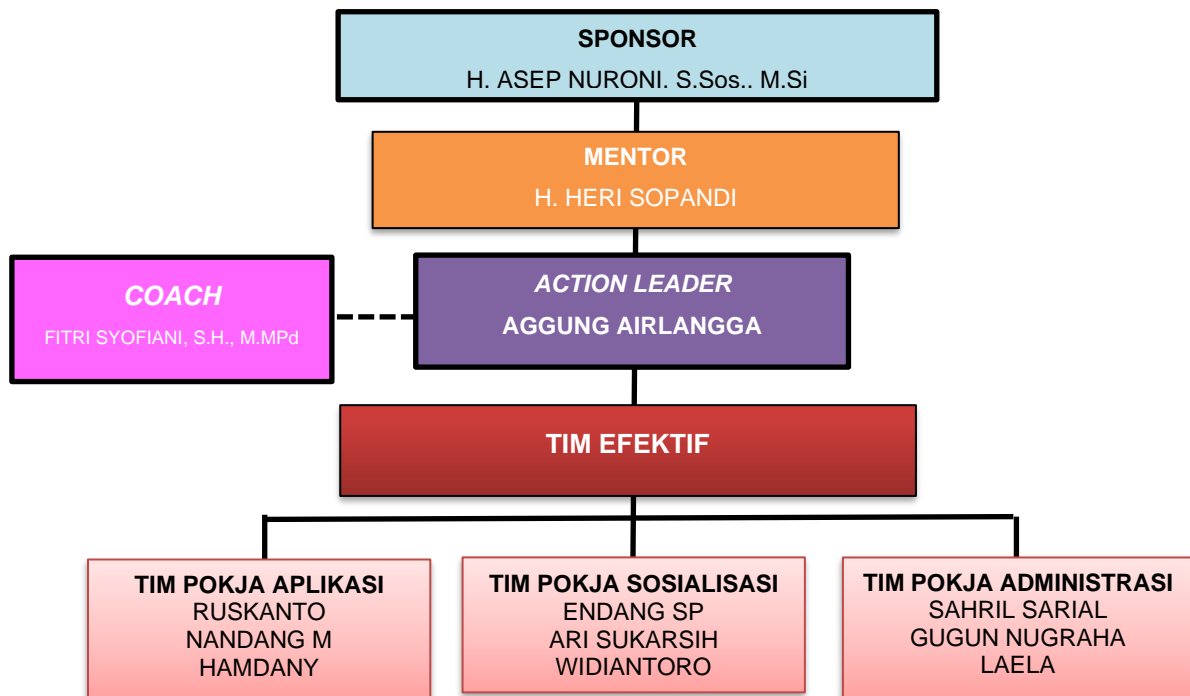 SPONSOR
H. ASEP NURONI. S.Sos.. M.Si
MENTOR
H. HERI SOPANDI
COACH
FITRI SYOFIANI, S.H., M.MPd
ACTION LEADER
AGGUNG AIRLANGGA
TIM EFEKTIF
TIM POKJA APLIKASI
RUSKANTO
NANDANG M
HAMDANY
TIM POKJA SOSIALISASI
ENDANG SP
ARI SUKARSIH
WIDIANTORO
TIM POKJA ADMINISTRASI
SAHRIL SARIAL
GUGUN NUGRAHA
LAELA